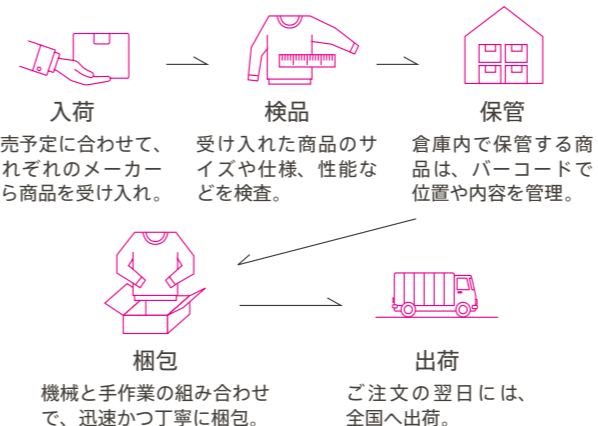 入荷
売予定に合わせて、
れぞれのメーカー
ら商品を受け入れ。
検品
受け入れた商品のサ
イズや仕様、性能な
どを検査。
保管
倉庫内で保管する商
品は、バーコードで
位置や内容を管理。
梱包
機械と手作業の組み合わせ
で、迅速かつ丁寧に梱包。
出荷
ご注文の翌日には、
全国へ出荷。